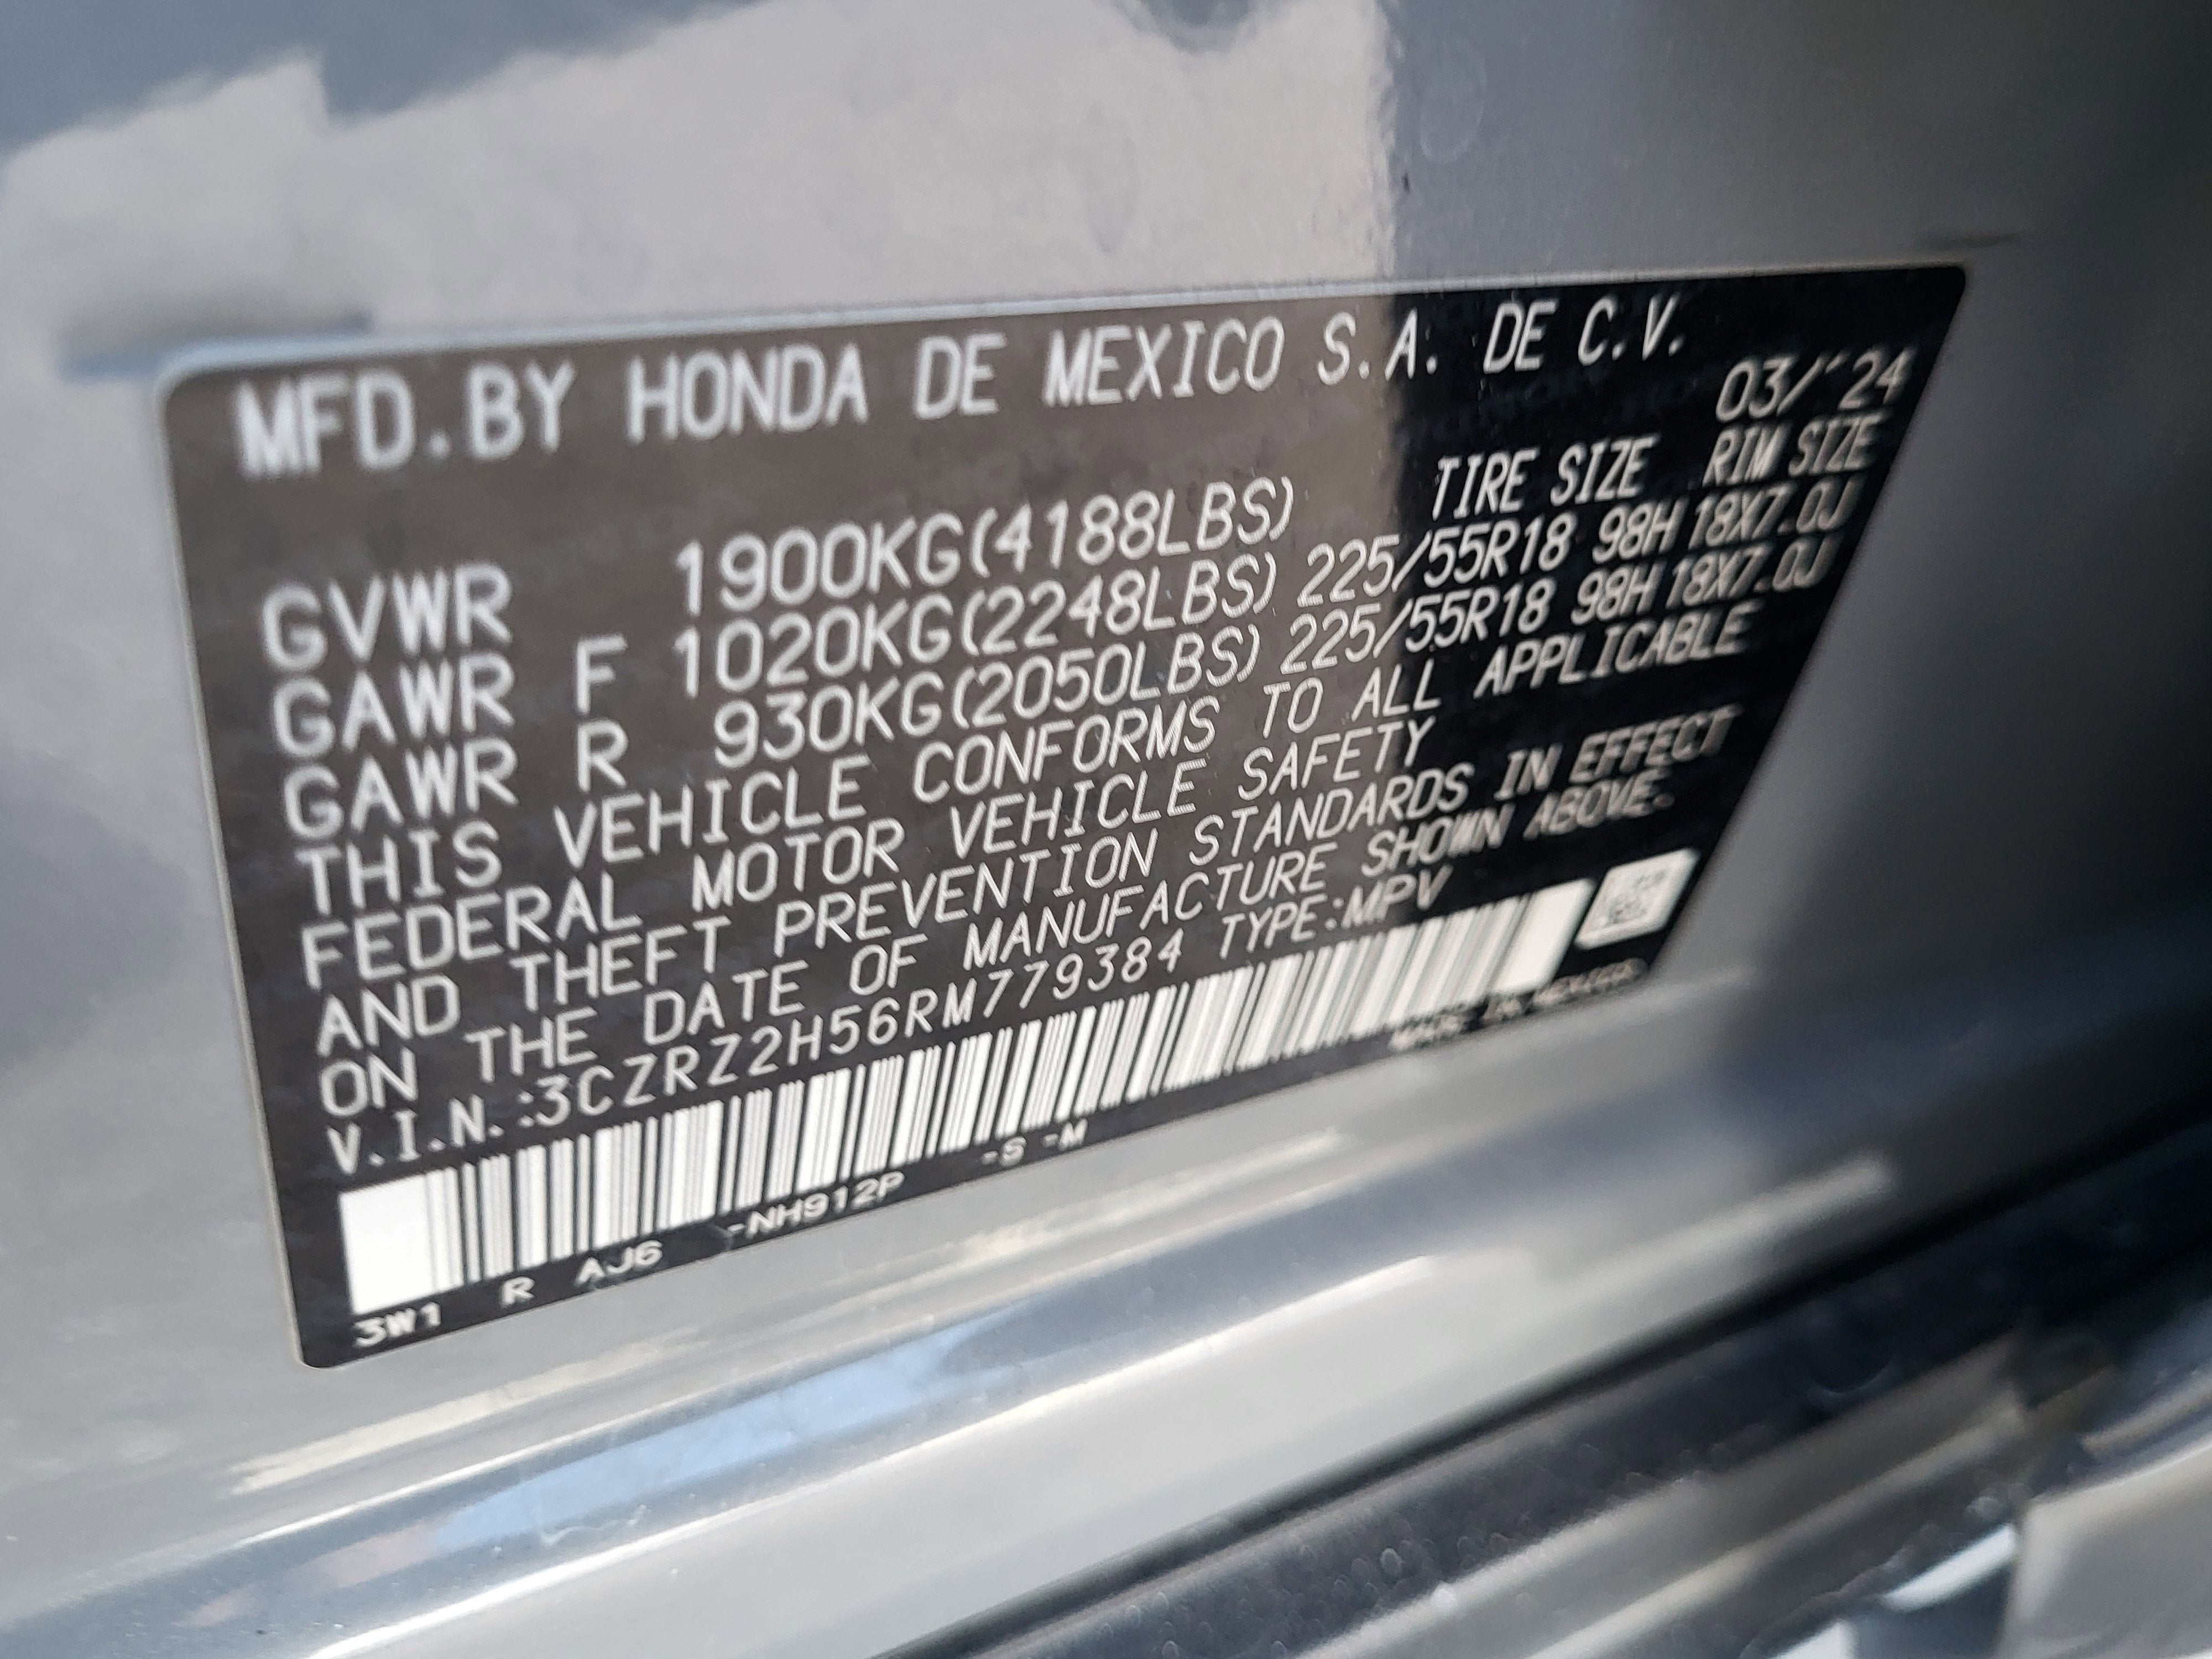 MFD.BY HONDA DE MEXICO S.A. DE C.V.
03/'24
TIRE SIZE RIM SIZE
GVWR 1900KG(4188LBS)
GAWR F 1020KG(2248LBS) 225/55R18 98H 18X7.0J
GAWR R 930KG(2050LBS) 225/55R18 98H 18X7.0J
THIS VEHICLE CONFORMS TO ALL APPLICABLE
FEDERAL MOTOR VEHICLE SAFETY
AND THEFT PREVENTION STANDARDS IN EFFECT
ON THE DATE OF MANUFACTURE SHOWN ABOVE.
V.I.N.:3CZRZ2H56RM779384 TYPE:MPV
MADE IN MEXICO
3W1 R AJ6 -NH912P -S -M